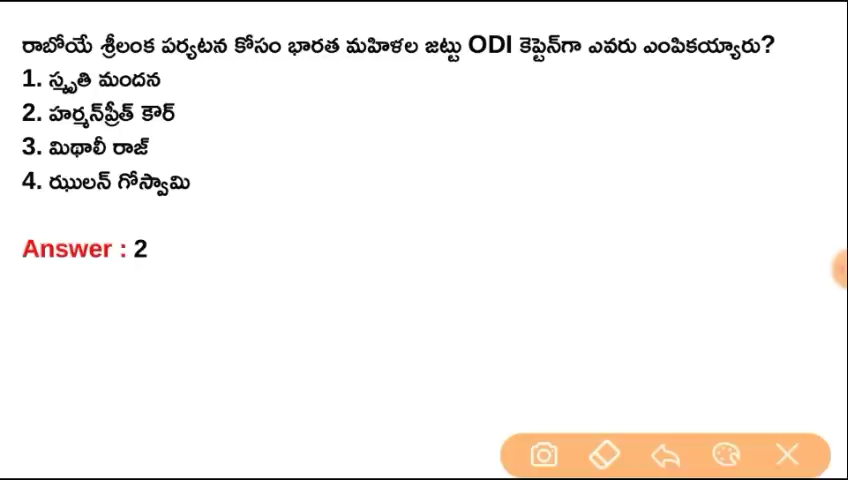 రాబోయే శ్రీలంక పర్యటన కోసం భారత మహిళల జట్టు ODI కెప్టెన్‌గా ఎవరు ఎంపికయ్యారు?
1. స్మృతి మందన
2. హర్మన్‌ప్రీత్ కౌర్
3. మిథాలీ రాజ్
4. ఝులన్ గోస్వామి
Answer : 2